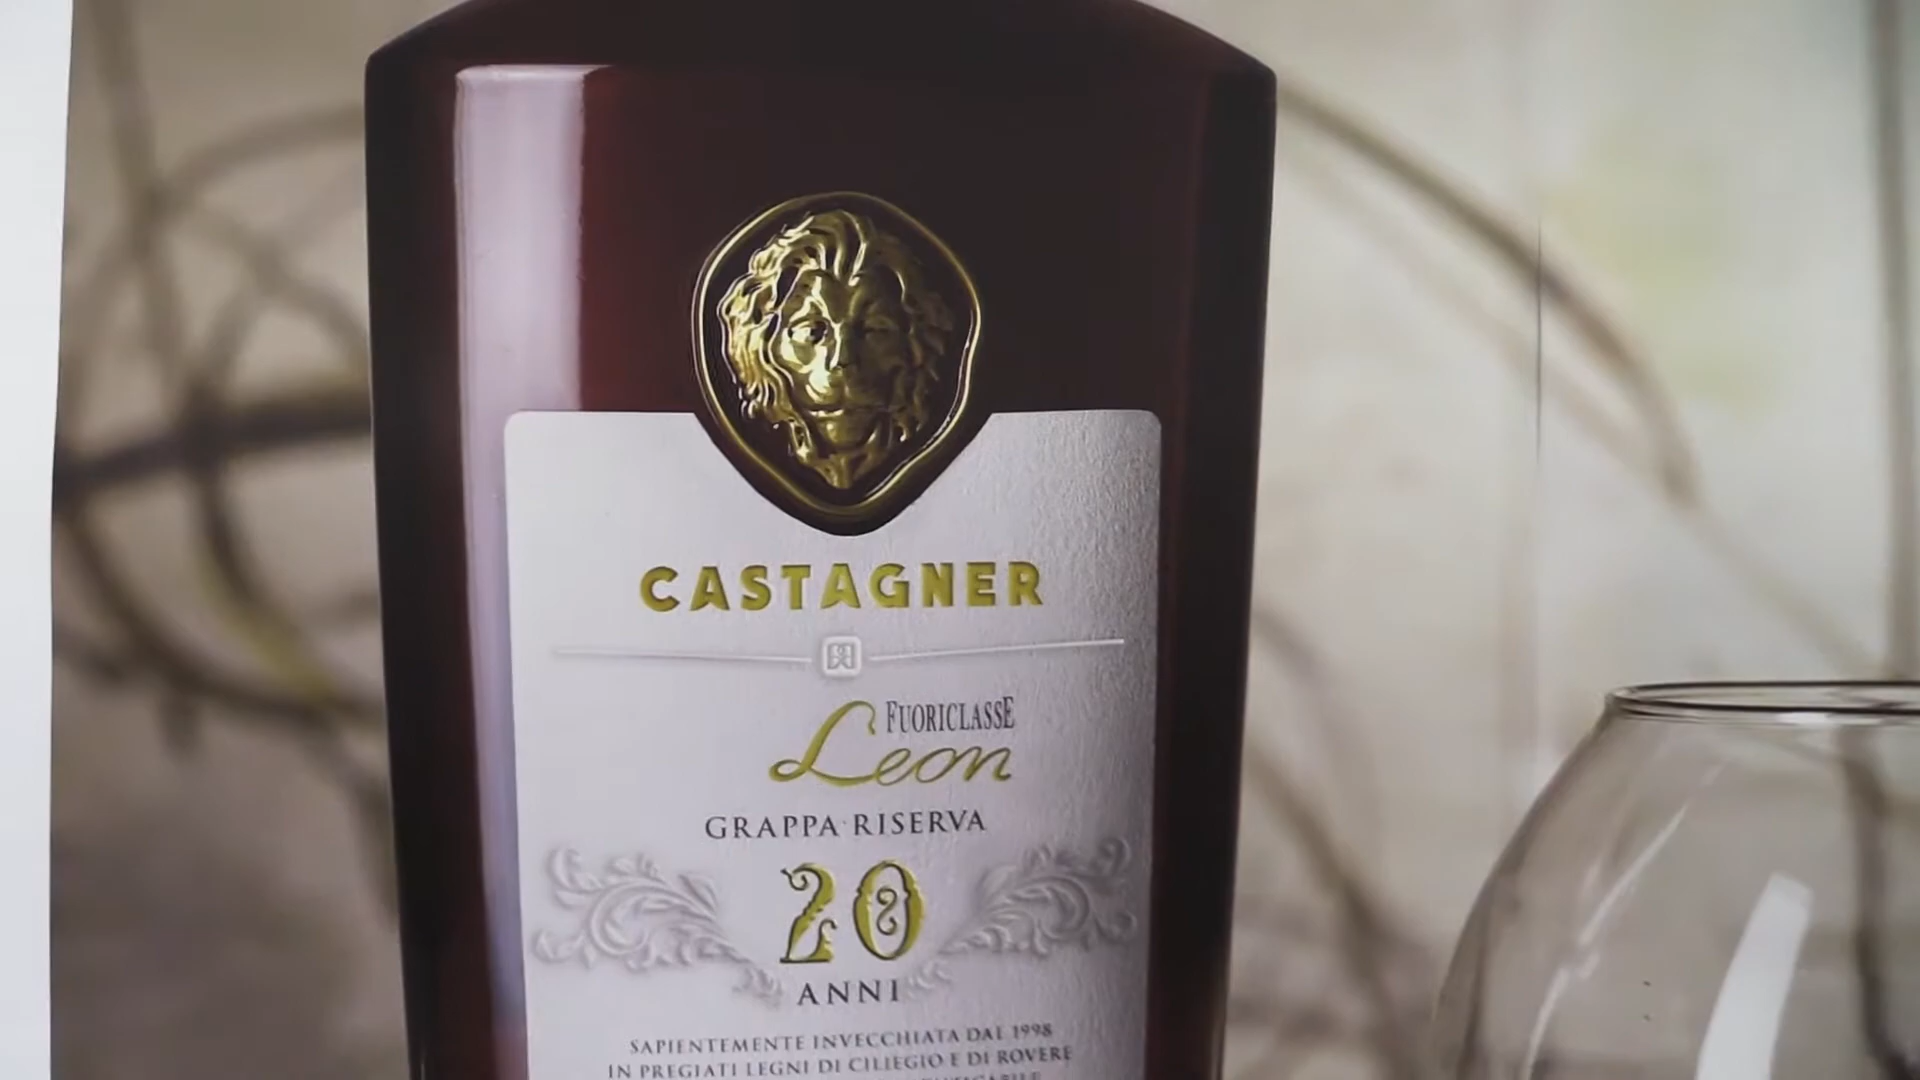 CASTAGNER
FUORICLASSE
Leon
GRAPPA RISERVA
20
ANNI
SAPIENTEMENTE INVECCHIATA DAL 1998
IN PREGIATI LEGNI DI CILIEGIO E DI ROVERE